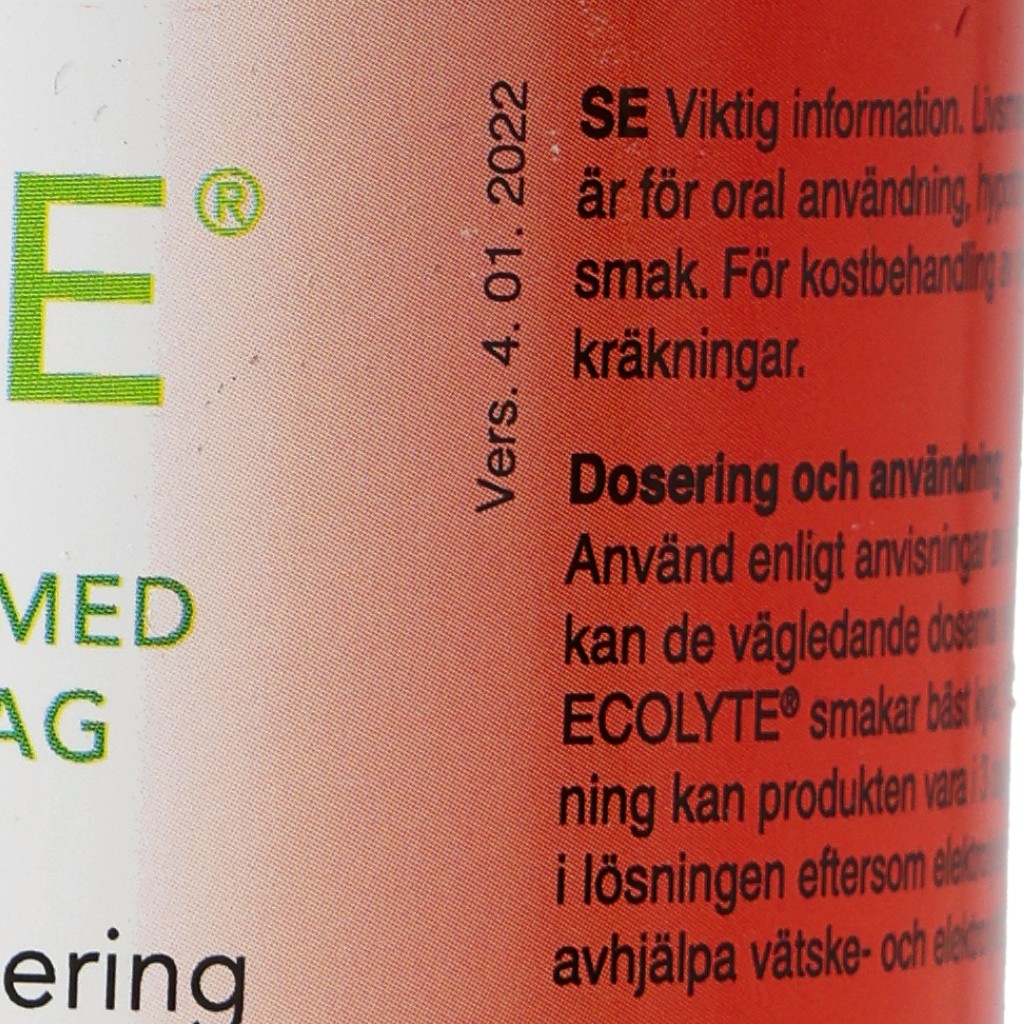 E®
MED
AG
ering
Vers. 4. 01. 2022
SE Viktig information.
är för oral användning,
smak. För kostbehandling
kräkningar.
Dosering och användning
Använd enligt anvisningar
kan de vägledande doserna
ECOLYTE® smakar bäst
ning kan produkten vara i 3
i lösningen eftersom
avhjälpa vätske- och